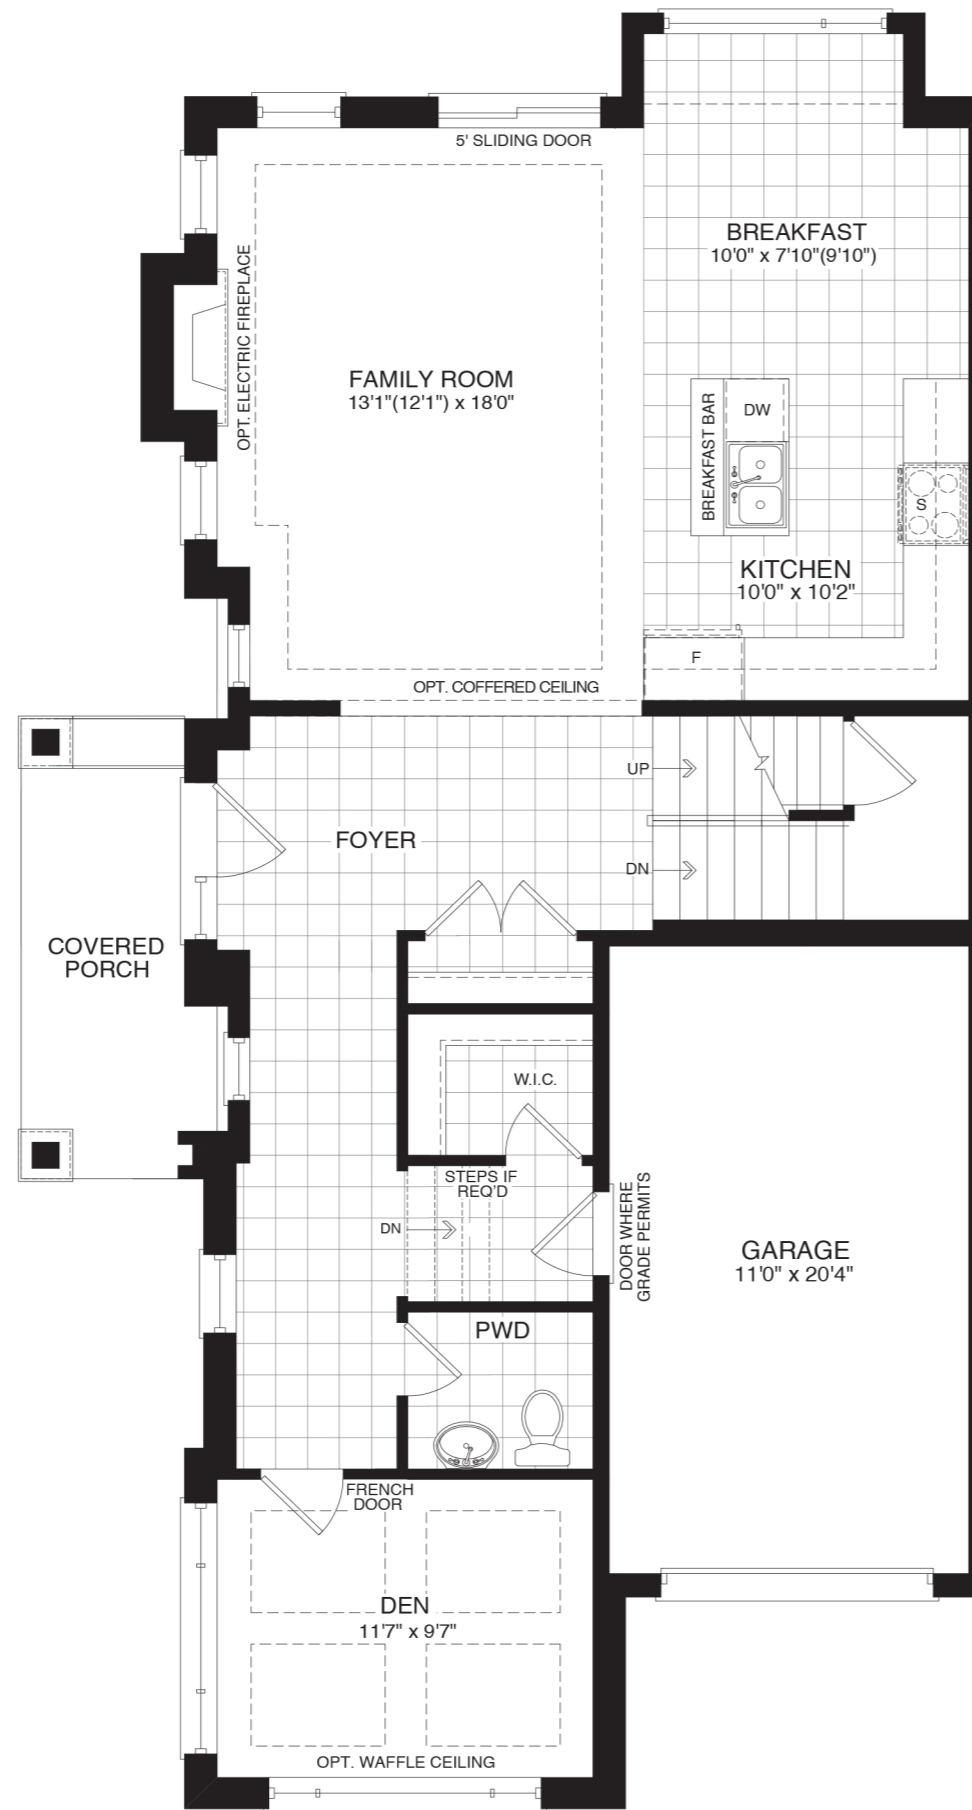 5' SLIDING DOOR
BREAKFAST
10'0" x 7'10"(9'10")
OPT. ELECTRIC FIREPLACE
FAMILY ROOM
13'1"(12'1") x 18'0"
BREAKFAST BAR
DW
S
KITCHEN
10'0" x 10'2"
F
OPT. COFFERED CEILING
UP
FOYER
DN
COVERED
PORCH
W.I.C.
STEPS IF
REQ'D
DN
DOOR WHERE
GRADE PERMITS
GARAGE
11'0" x 20'4"
PWD
FRENCH
DOOR
DEN
11'7" x 9'7"
OPT. WAFFLE CEILING